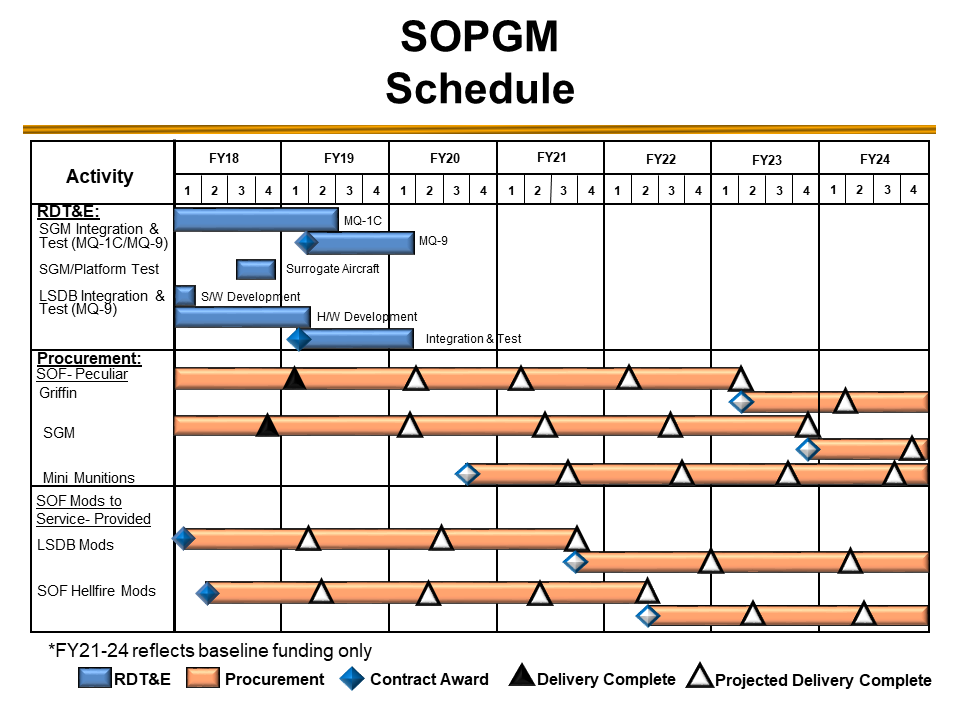 SOPGM
Schedule
Activity
FY18 FY19 FY20 FY21 FY22 FY23 FY24
1 2 3 4 1 2 3 4 1 2 3 4 1 2 3 4 1 2 3 4 1 2 3 4 1 2 3 4
RDT&E:
SGM Integration &
Test (MQ-1C/MQ-9)
MQ-1C
MQ-9
SGM/Platform Test
Surrogate Aircraft
LSDB Integration &
Test (MQ-9)
S/W Development
H/W Development
Integration & Test
Procurement:
SOF- Peculiar
Griffin
SGM
Mini Munitions
SOF Mods to
Service- Provided
LSDB Mods
SOF Hellfire Mods
*FY21-24 reflects baseline funding only
RDT&E Procurement Contract Award Delivery Complete Projected Delivery Complete